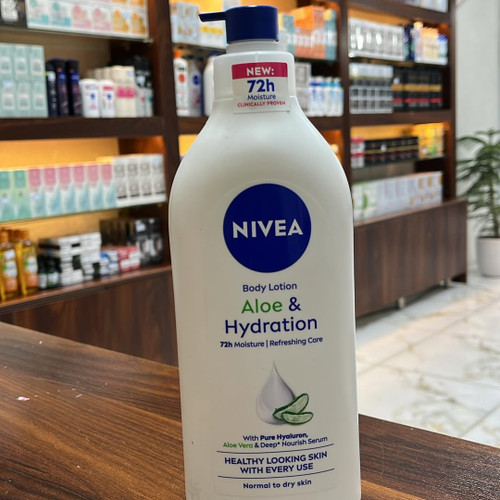 NEW:
72h
Moisture
CLINICALLY PROVEN
NIVEA
Body Lotion
Aloe &
Hydration
72h Moisture | Refreshing Care
With Pure Hyaluron,
Aloe Vera & Deep* Nourish Serum
HEALTHY LOOKING SKIN
WITH EVERY USE
Normal to dry skin